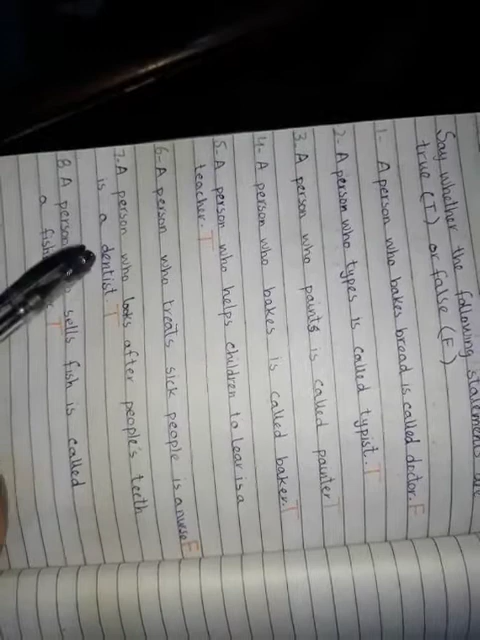 Say whether the following statements are
true (T) or false (F)
1- A person who bakes bread is called doctor. F
2- A person who types is called typist. T
3. A person who paints is called painter T
4- A person who bakes is called baker. T
5- A person who helps children to lear is a
teacher. T
6- A person who treats sick people is a nurse F
7. A person who looks after people's teeth
is a dentist. T
8. A person sells fish is called
a fish T